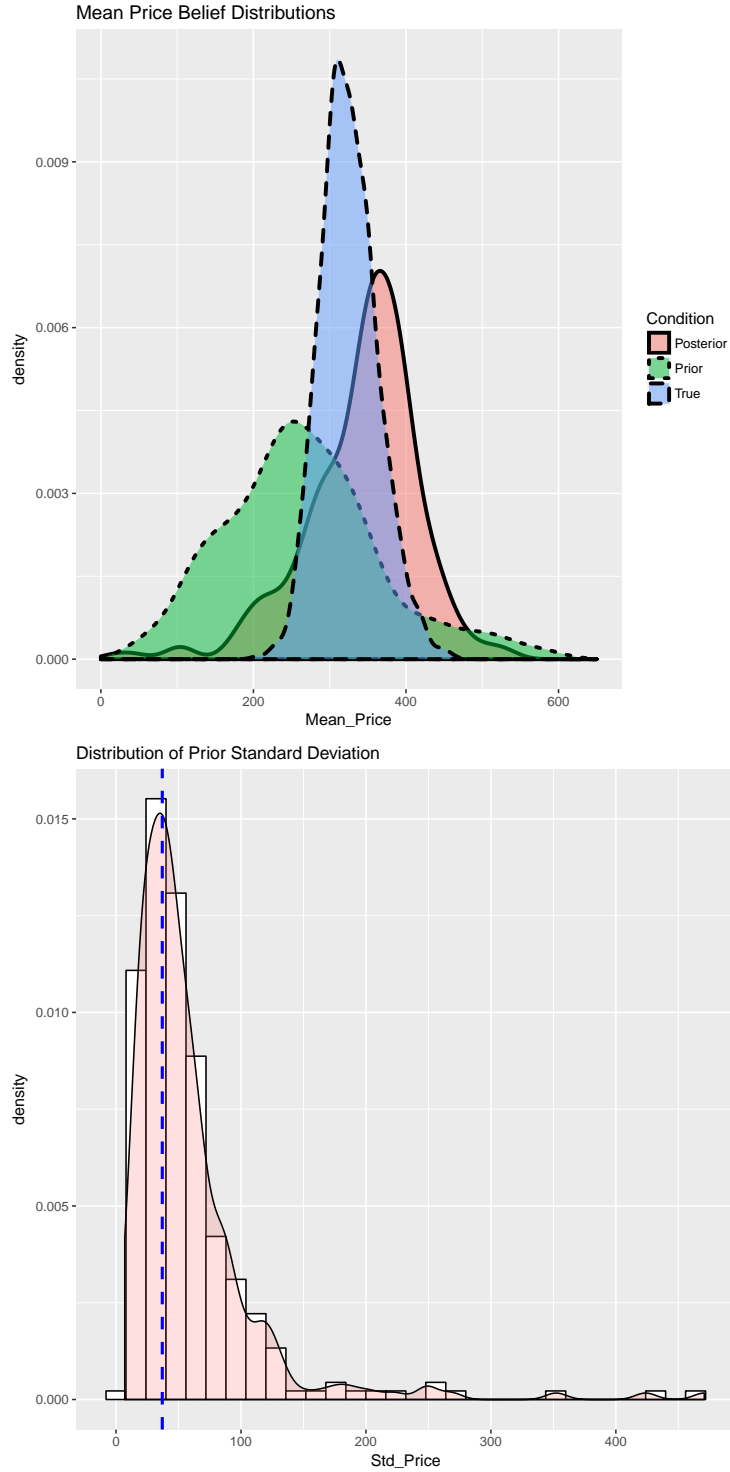 Mean Price Belief Distributions
0.009
0.006
0.003
0.000
density
0 200 400 600
Mean_Price
Condition
Posterior
Prior
True
Distribution of Prior Standard Deviation
0.015
0.010
0.005
0.000
density
0 100 200 300 400
Std_Price